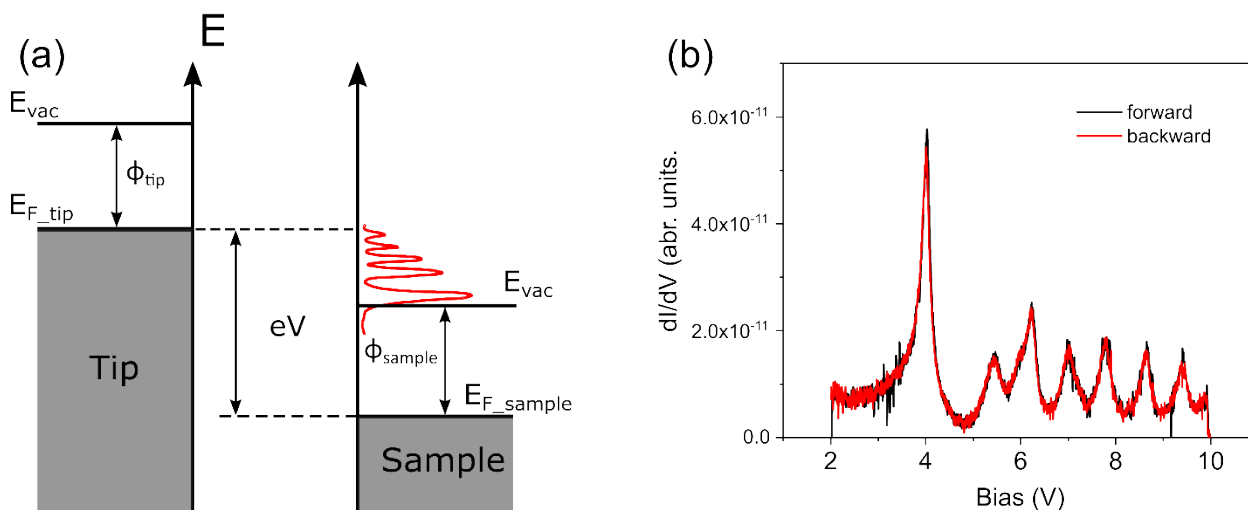 (a)
E
E_vac
ϕ_tip
E_F_tip
Tip
eV
E_vac
ϕ_sample
E_F_sample
Sample
(b)
dI/dV (abr. units.
6.0x10⁻¹¹
4.0x10⁻¹¹
2.0x10⁻¹¹
0.0
forward
backward
2 4 6 8 10
Bias (V)